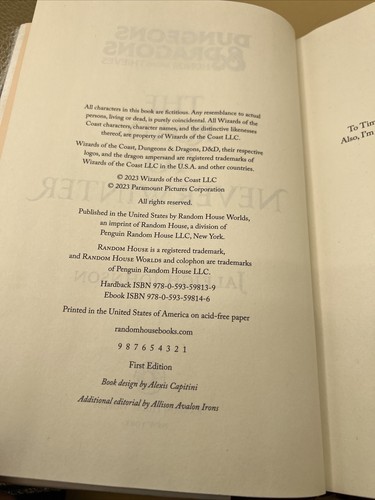 All characters in this book are fictitious. Any resemblance to actual
persons, living or dead, is purely coincidental. All Wizards of the
Coast characters, character names, and the distinctive likenesses
thereof, are property of Wizards of the Coast LLC.
Wizards of the Coast, Dungeons & Dragons, D&D, their respective
logos, and the dragon ampersand are registered trademarks of
Wizards of the Coast LLC in the U.S.A. and other countries.
© 2023 Wizards of the Coast LLC
© 2023 Paramount Pictures Corporation
All rights reserved.
Published in the United States by Random House Worlds,
an imprint of Random House, a division of
Penguin Random House LLC, New York.
RANDOM HOUSE is a registered trademark,
and RANDOM HOUSE WORLDS and colophon are trademarks
of Penguin Random House LLC.
Hardback ISBN 978-0-593-59813-9
Ebook ISBN 978-0-593-59814-6
Printed in the United States of America on acid-free paper
randomhousebooks.com
9 8 7 6 5 4 3 2 1
First Edition
Book design by Alexis Capitini
Additional editorial by Allison Avalon Irons
To Tim
Also, I'm